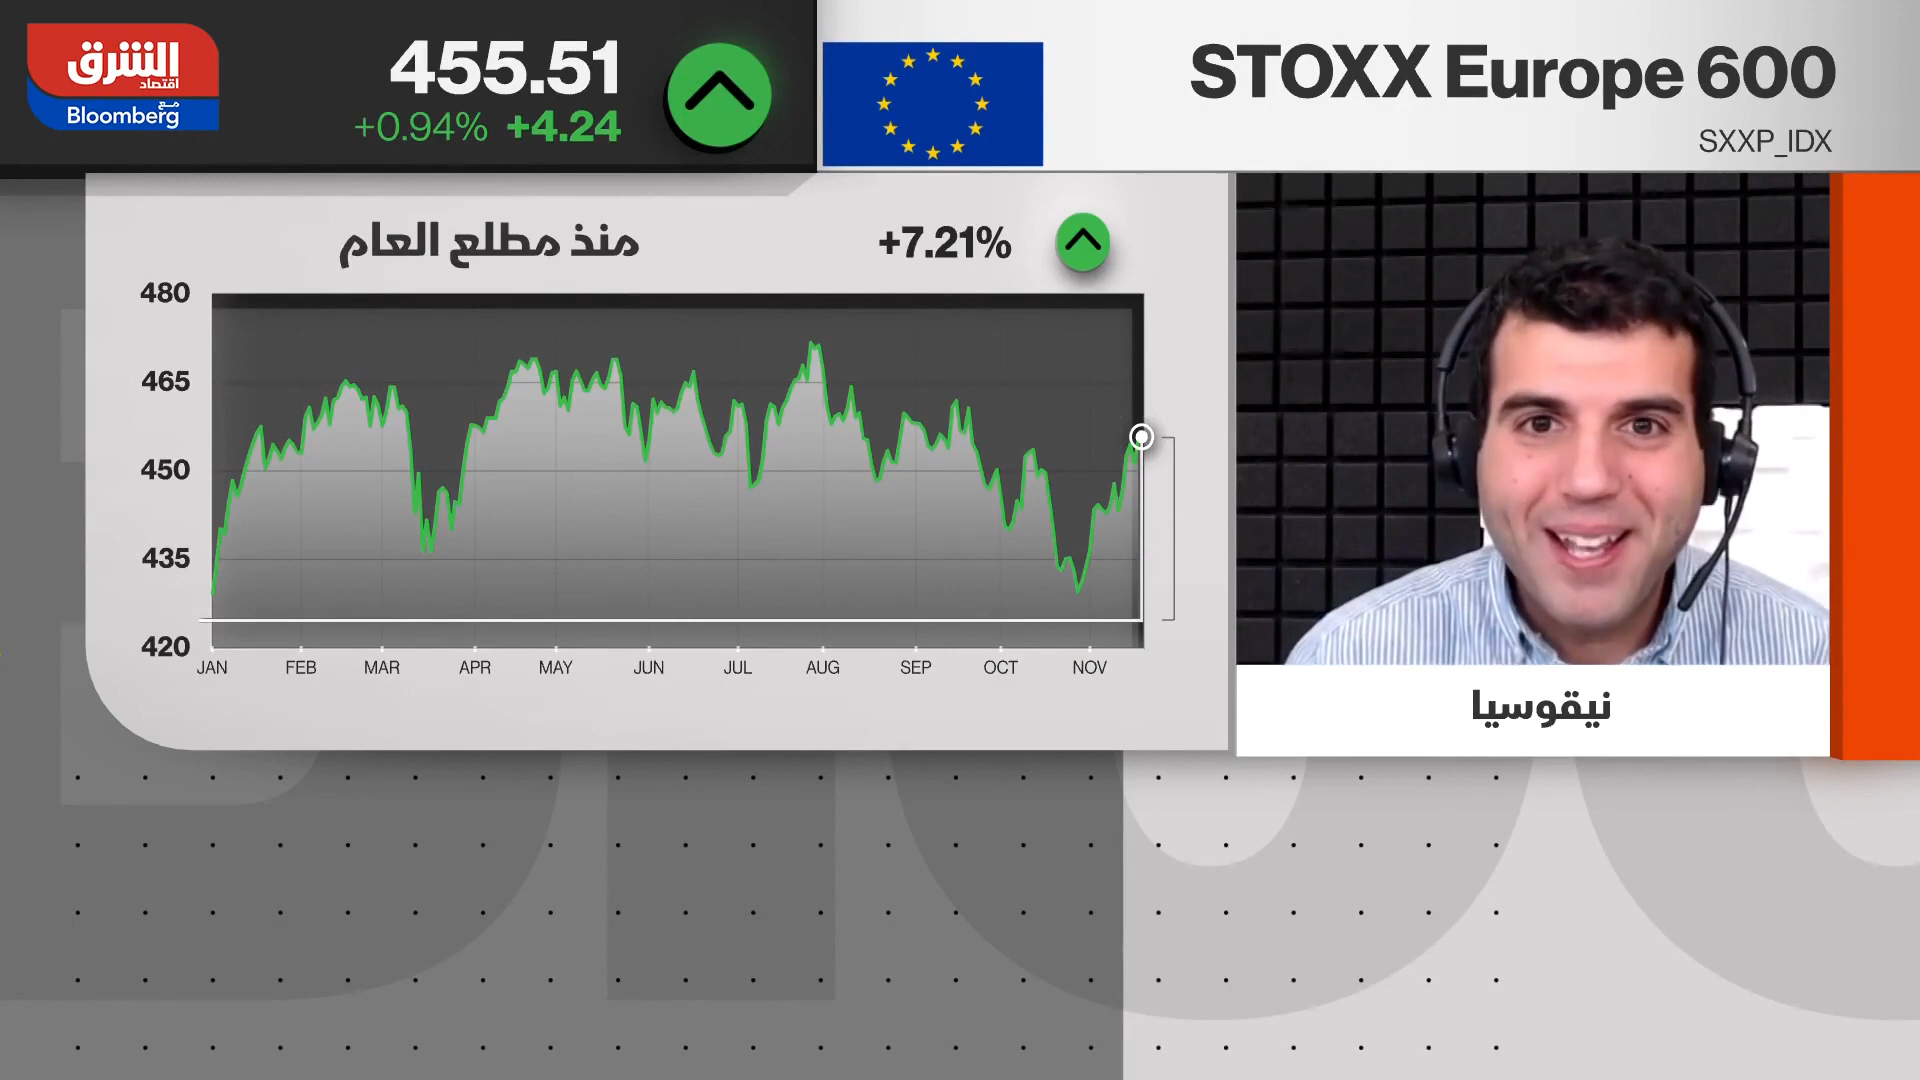 الشرق
اقتصاد
مع
Bloomberg
455.51
+0.94% +4.24
STOXX Europe 600
SXXP_IDX
منذ مطلع العام
+7.21%
480
465
450
435
420
JAN FEB MAR APR MAY JUN JUL AUG SEP OCT NOV
نيقوسيا